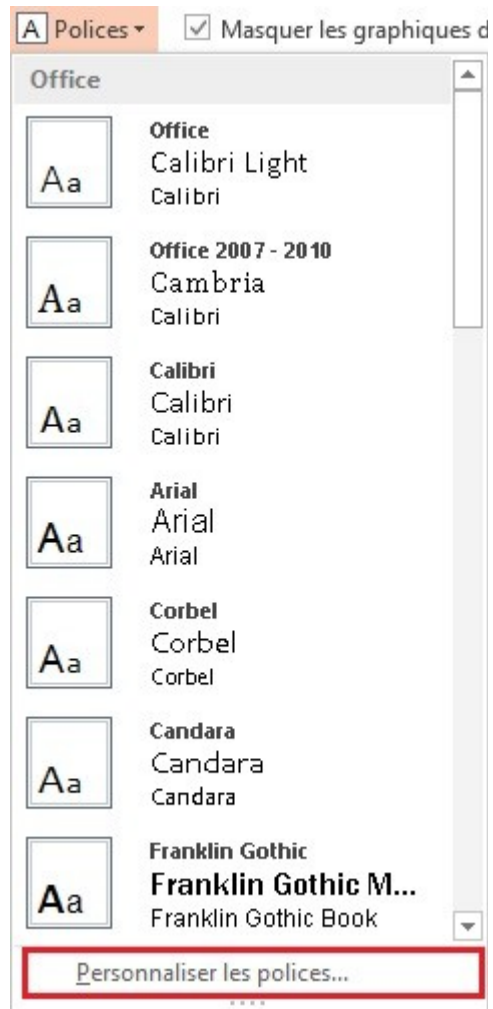 A Polices
Masquer les graphiques d
Office
Aa
Office
Calibri Light
Calibri
Aa
Office 2007 - 2010
Cambria
Calibri
Aa
Calibri
Calibri
Calibri
Aa
Arial
Arial
Arial
Aa
Corbel
Corbel
Corbel
Aa
Candara
Candara
Candara
Aa
Franklin Gothic
Franklin Gothic M...
Franklin Gothic Book
Personnaliser les polices...